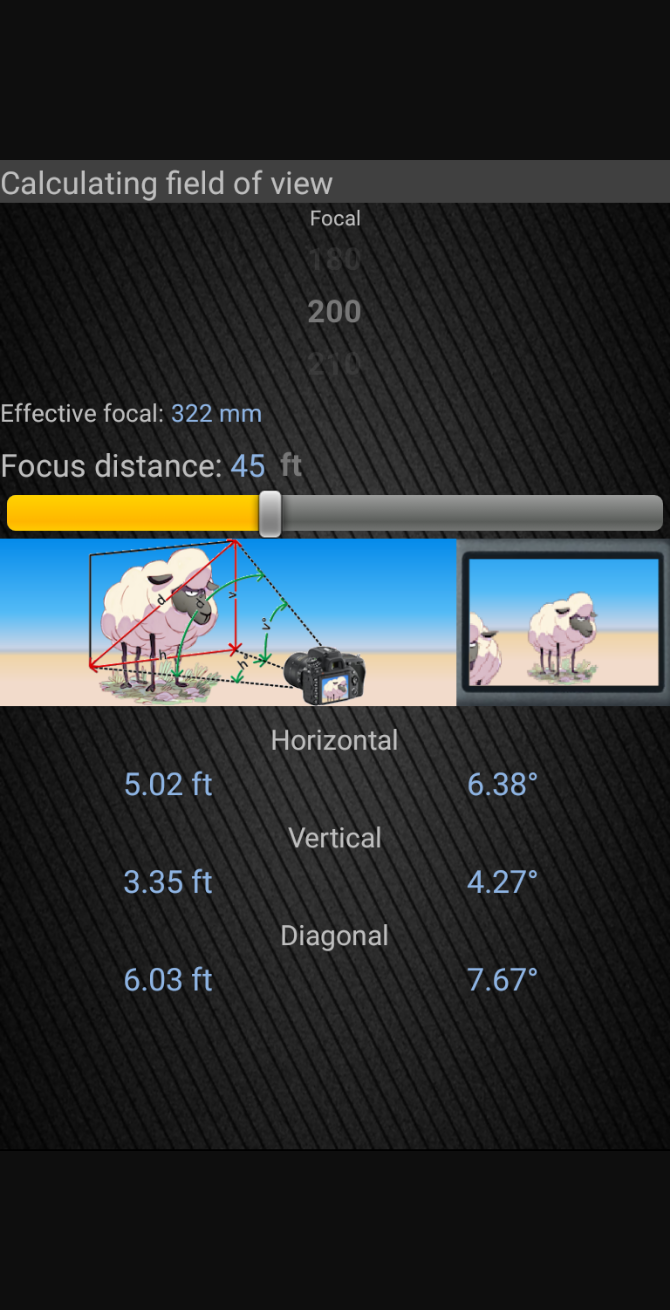 Calculating field of view
Focal
180
200
210
Effective focal: 322 mm
Focus distance: 45 ft
d
d
v
v°
h
h°
Horizontal
5.02 ft 6.38°
Vertical
3.35 ft 4.27°
Diagonal
6.03 ft 7.67°